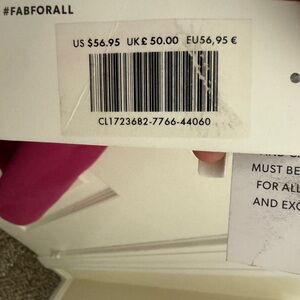 #FABFORALL
US $56.95 UK£ 50.00 EU56,95 €
CL1723682-7766-44060
MUST BE
FOR ALL
AND EXC